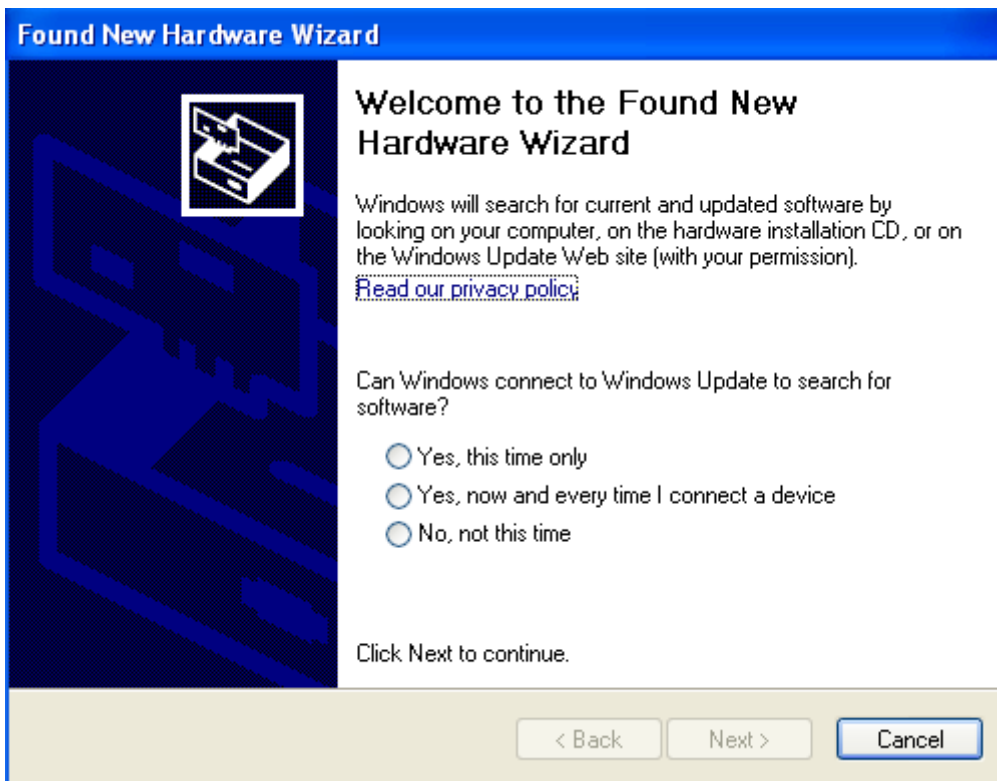 Found New Hardware Wizard
Welcome to the Found New
Hardware Wizard
Windows will search for current and updated software by
looking on your computer, on the hardware installation CD, or on
the Windows Update Web site (with your permission).
Read our privacy policy
Can Windows connect to Windows Update to search for
software?
Yes, this time only
Yes, now and every time I connect a device
No, not this time
Click Next to continue.
< Back Next > Cancel